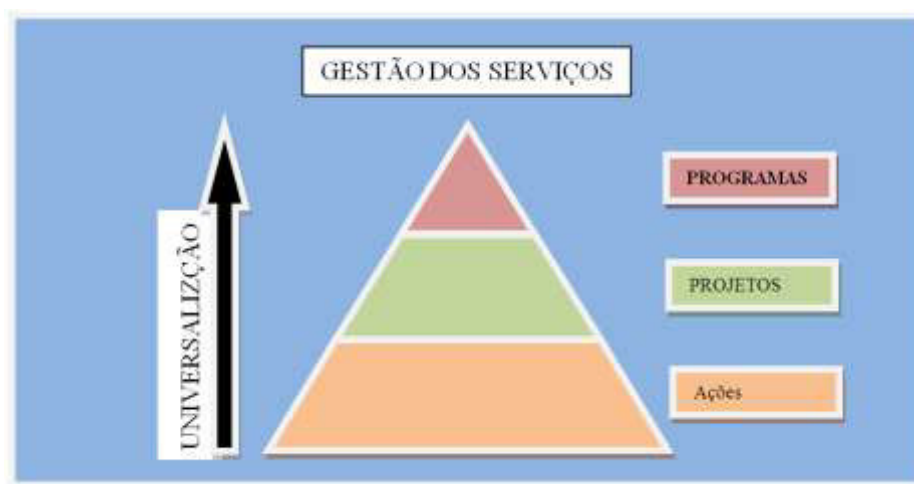 GESTÃO DOS SERVIÇOS
UNIVERSALIZÇÃO
PROGRAMAS
PROJETOS
Ações